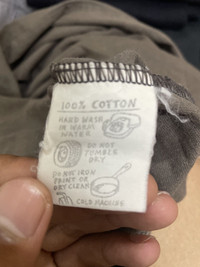 100% COTTON
HAND WASH
IN WARM
WATER
DO NOT
TUMBLE
DRY
DO NOT IRON
PRINT OR
DRY CLEAN
COLD MACHINE